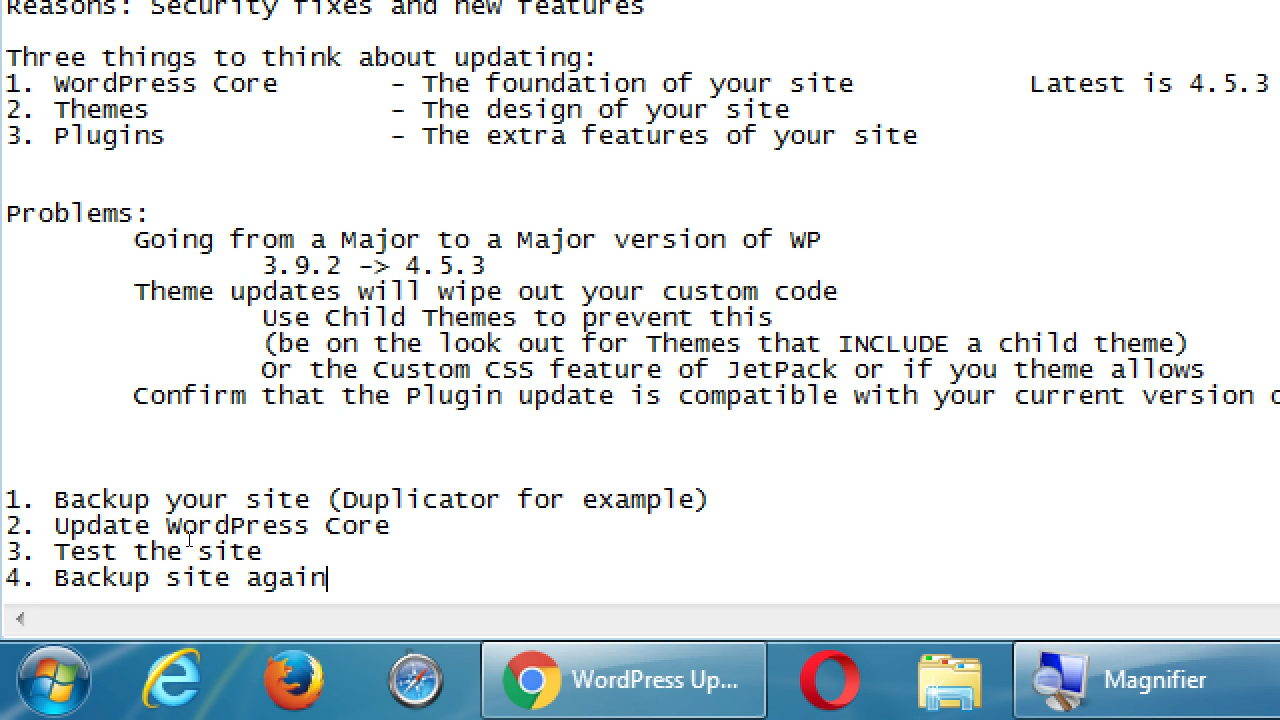 Reasons: Security fixes and new features
Three things to think about updating:
1. WordPress Core - The foundation of your site Latest is 4.5.3
2. Themes - The design of your site
3. Plugins - The extra features of your site
Problems:
Going from a Major to a Major version of WP
3.9.2 -> 4.5.3
Theme updates will wipe out your custom code
Use Child Themes to prevent this
(be on the look out for Themes that INCLUDE a child theme)
Or the Custom CSS feature of JetPack or if you theme allows
Confirm that the Plugin update is compatible with your current version
1. Backup your site (Duplicator for example)
2. Update WordPress Core
3. Test the site
4. Backup site again
WordPress Up...
Magnifier